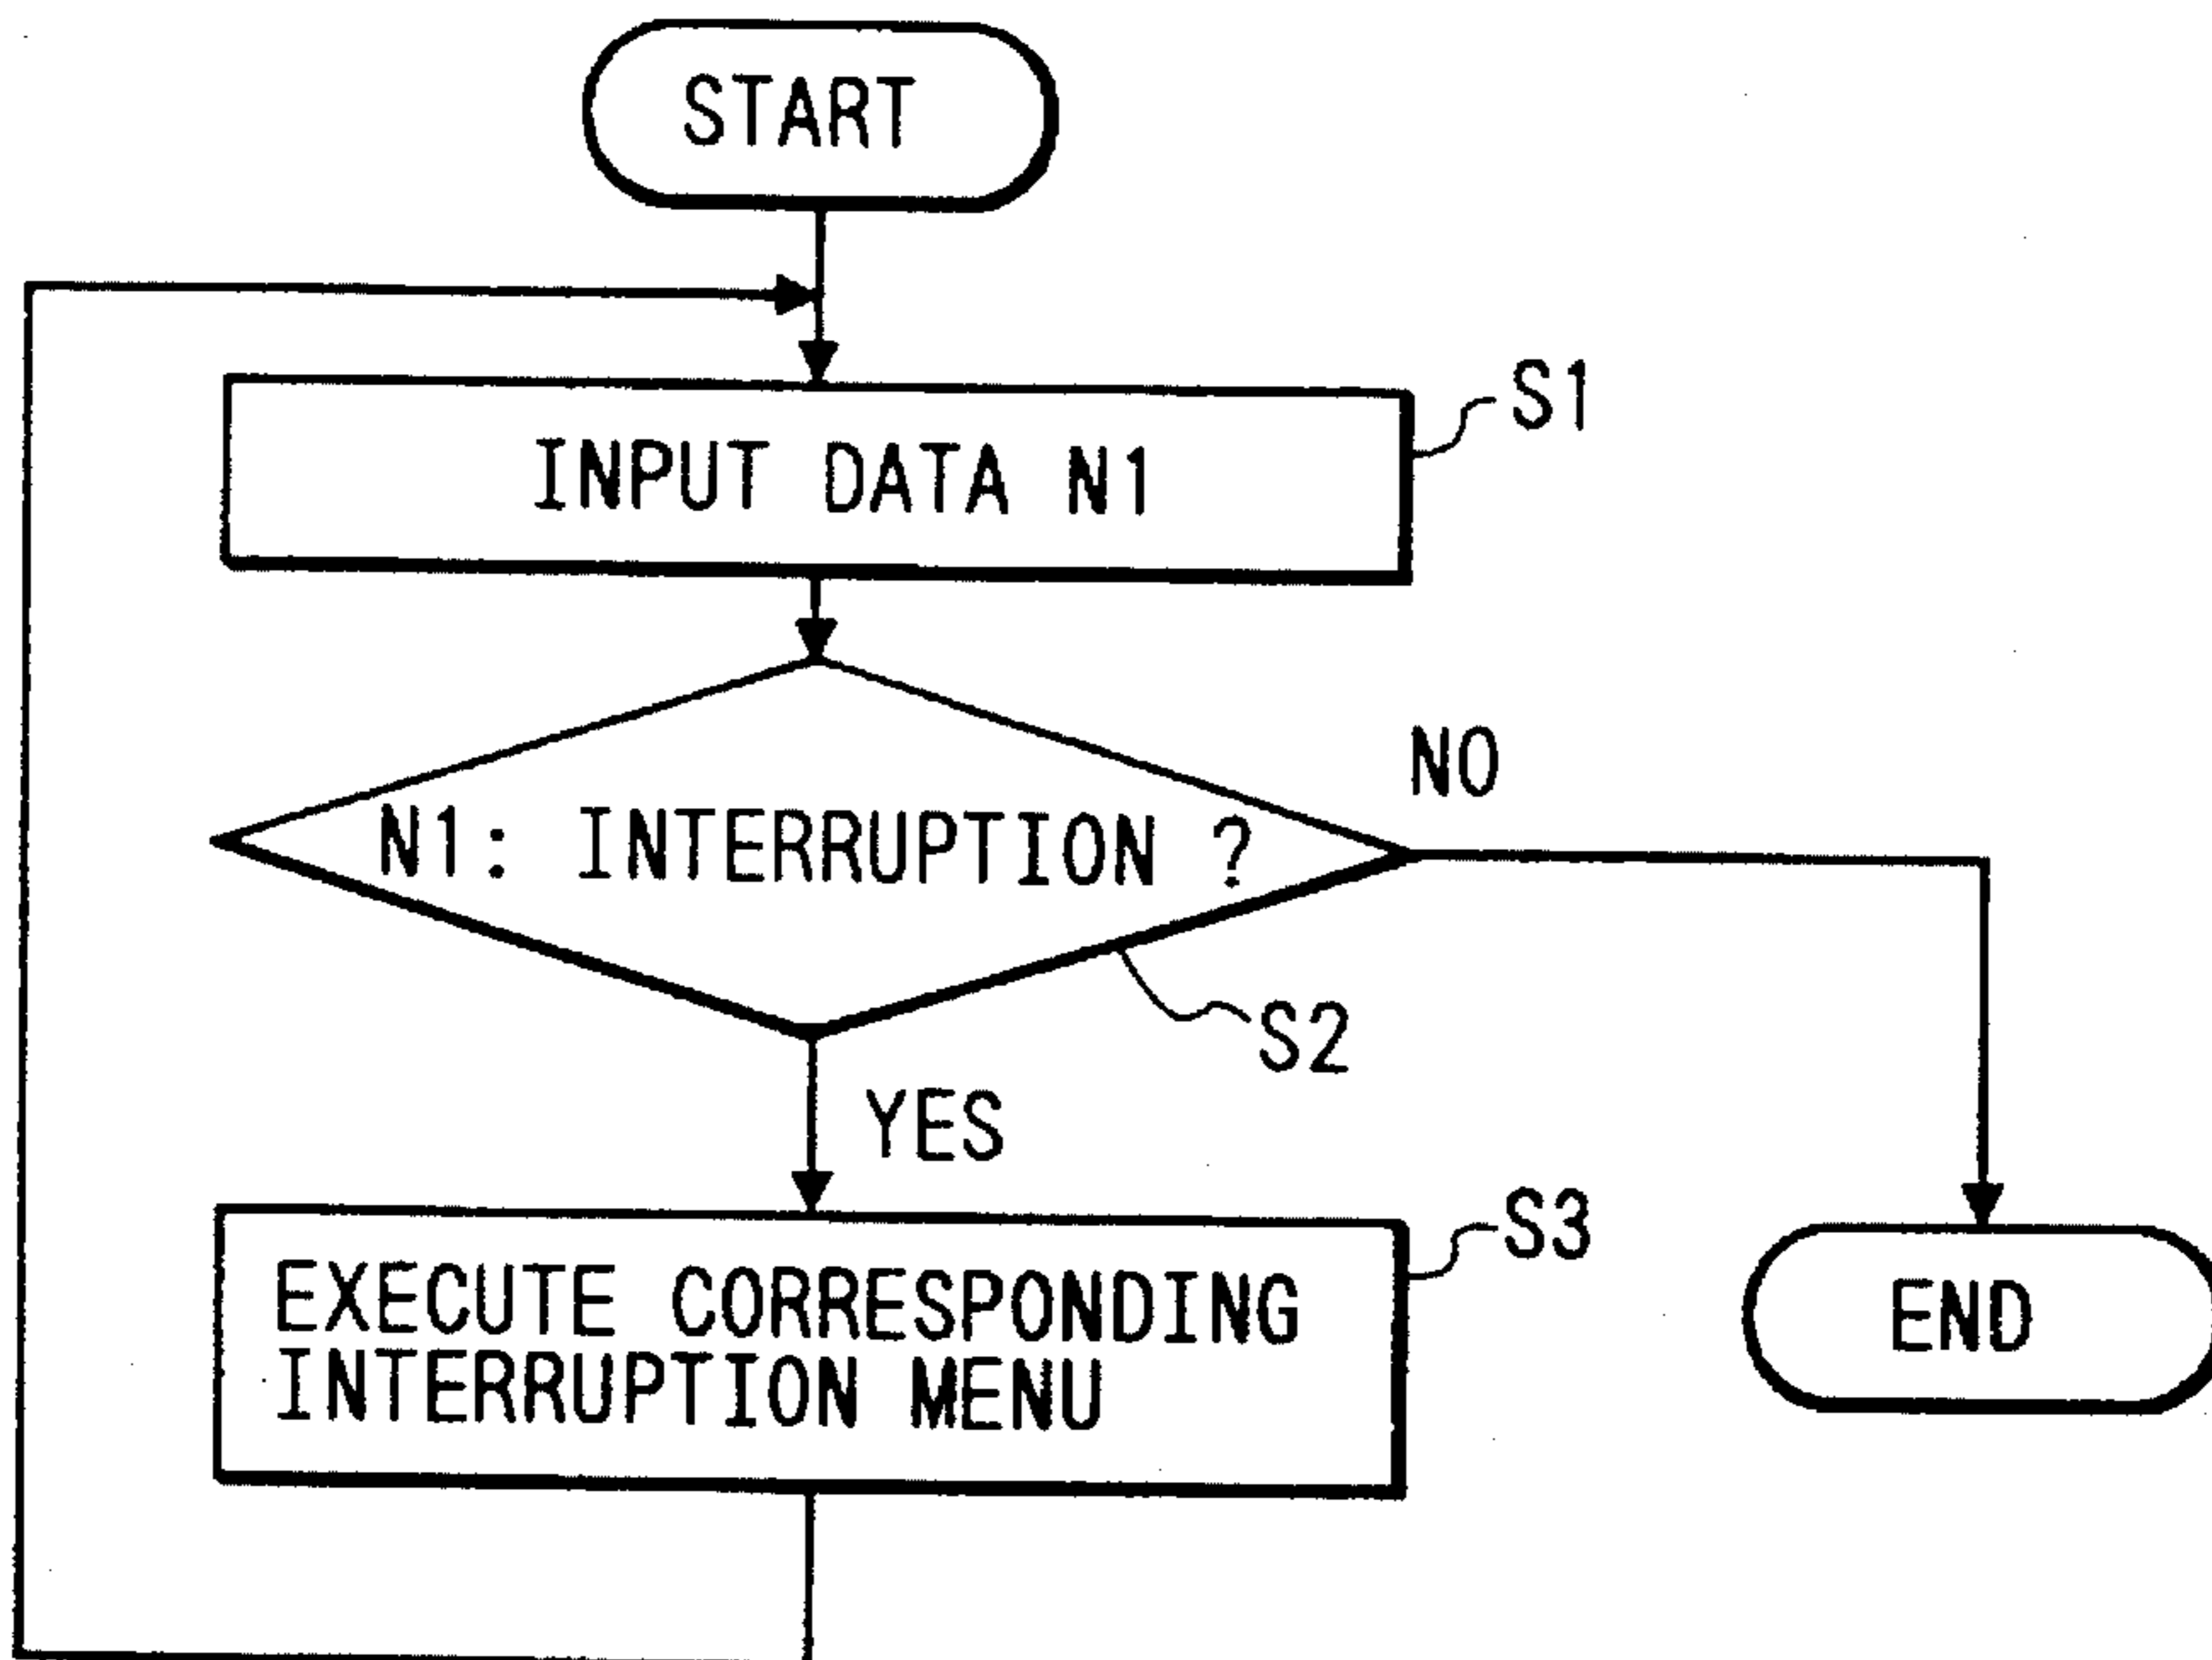 START
S1
INPUT DATA N1
NO
N1: INTERRUPTION ?
S2
YES
S3
EXECUTE CORRESPONDING
INTERRUPTION MENU
END